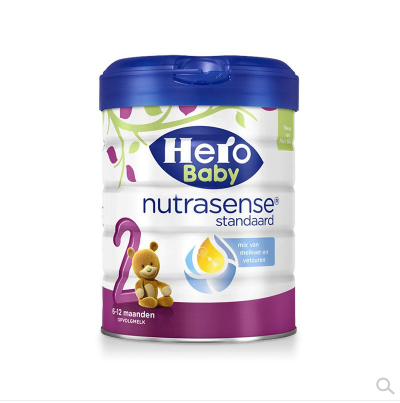 Hero
Baby
nutrasense®
standaard
mix van
melkvet en
vetzuren
2
6-12 maanden
OPVOLGMELK